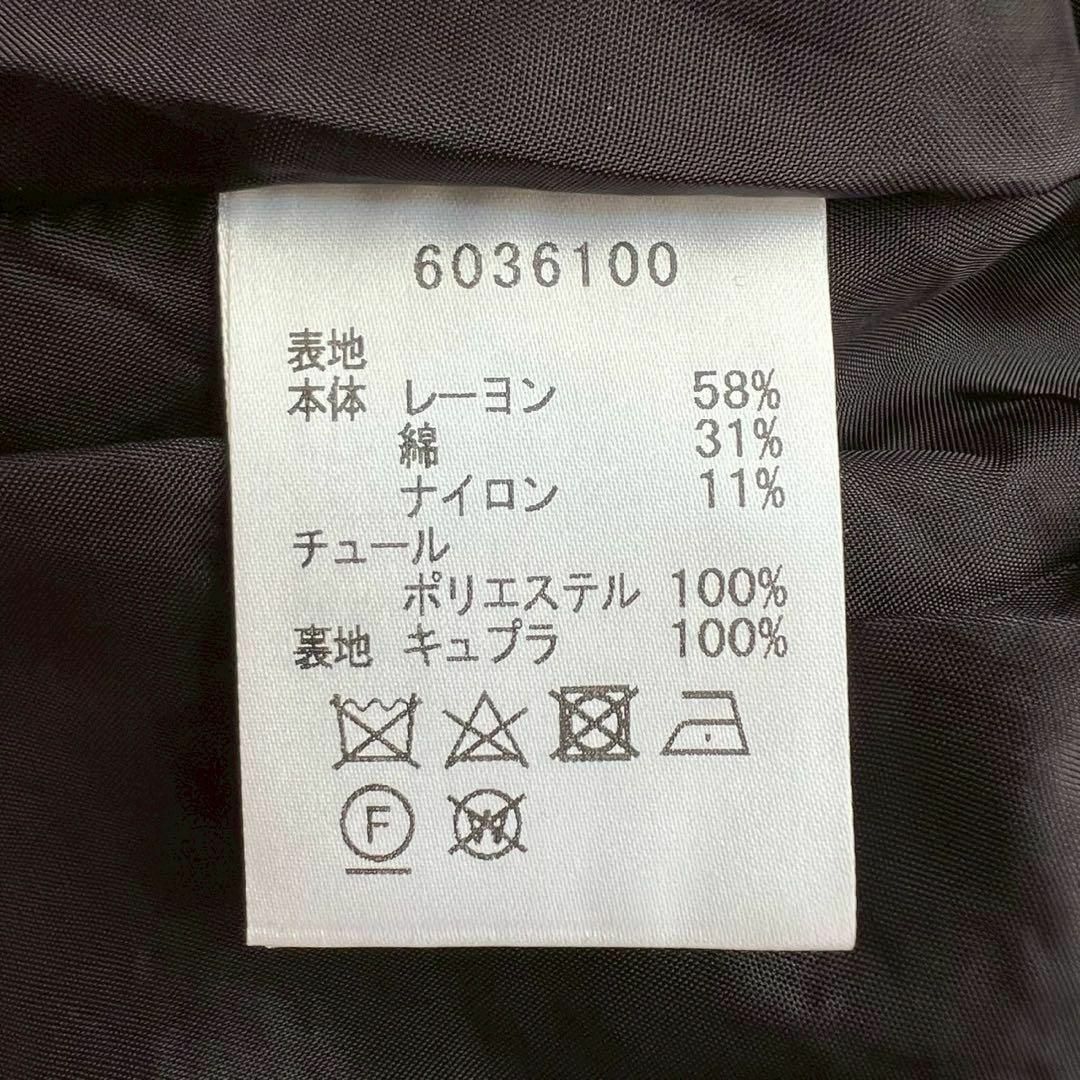 6036100
表地
本体 レーヨン 58%
綿 31%
ナイロン 11%
チュール
ポリエステル 100%
裏地 キュプラ 100%
F W